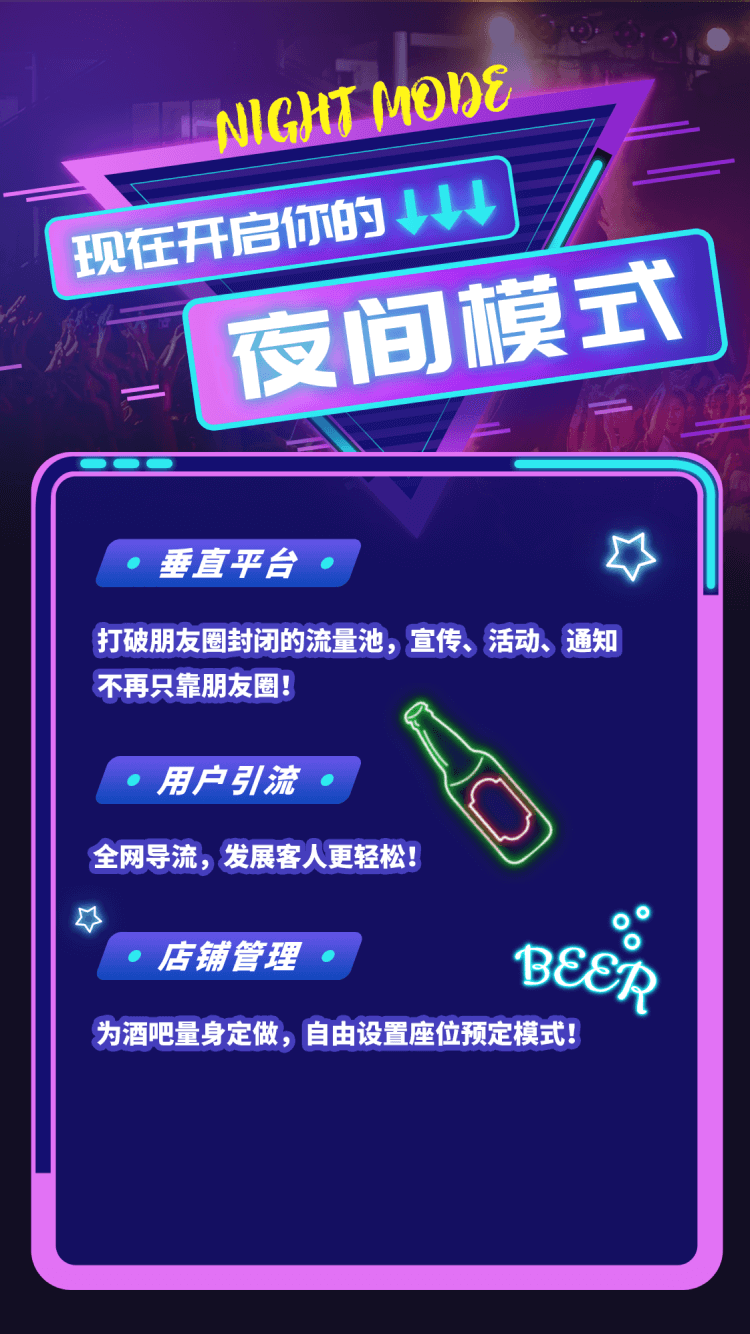 NIGHT MODE
现在开启你的↓↓↓
夜间模式
·垂直平台·
打破朋友圈封闭的流量池，宣传、活动、通知
不再只靠朋友圈！
·用户引流·
全网导流，发展客人更轻松！
·店铺管理·
BEER
为酒吧量身定做，自由设置座位预定模式！